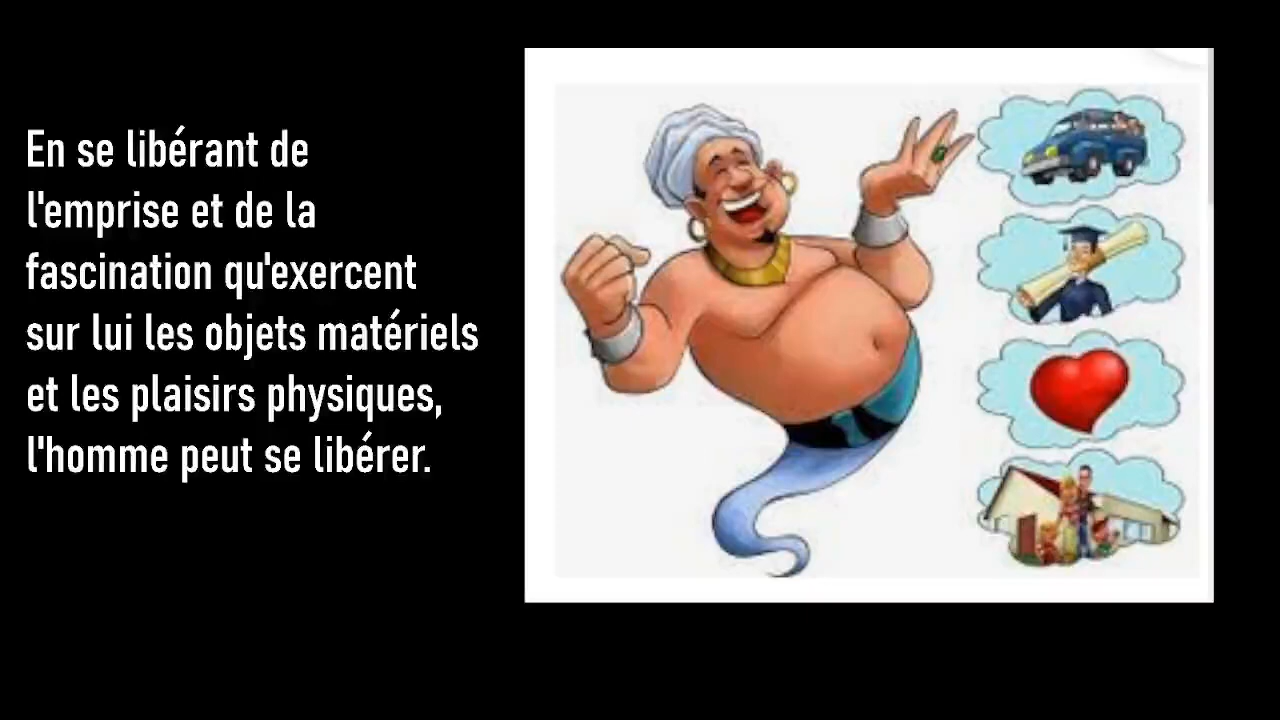 En se libérant de
l'emprise et de la
fascination qu'exercent
sur lui les objets matériels
et les plaisirs physiques,
l'homme peut se libérer.